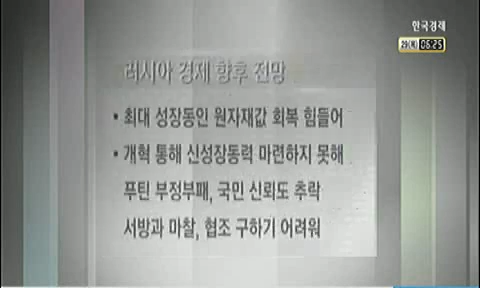 한국경제
29(목) 06:25
러시아 경제 향후 전망
• 최대 성장동인 원자재값 회복 힘들어
• 개혁 통해 신성장동력 마련하지 못해
푸틴 부정부패, 국민 신뢰도 추락
서방과 마찰, 협조 구하기 어려워